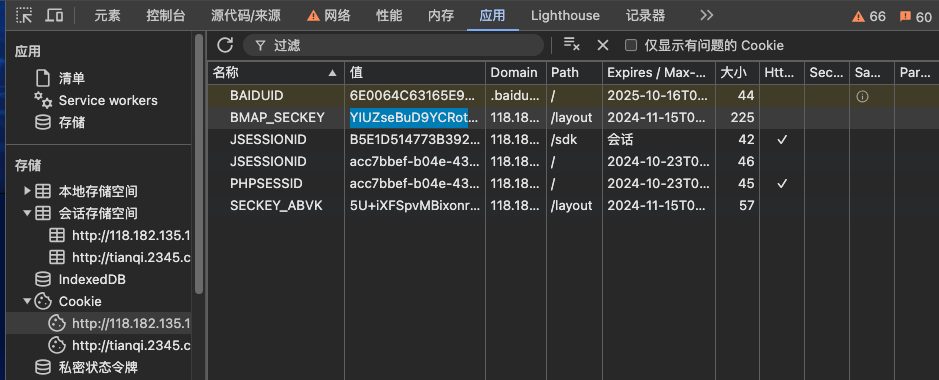 元素 控制台 源代码/来源 网络 性能 内存 应用 Lighthouse 记录器 66 60
应用
过滤 仅显示有问题的 Cookie
清单
Service workers
存储
存储
本地存储空间
会话存储空间
http://118.182.135.1
http://tianqi.2345.c
IndexedDB
Cookie
http://118.182.135.1
http://tianqi.2345.c
私密状态令牌
名称 值 Domain Path Expires / Max-... 大小 Htt... Sec... Sa... Par...
BAIDUID 6E0064C63165E9... .baidu... / 2025-10-16T0... 44
BMAP_SECKEY YIUZseBuD9YCRot... 118.18... /layout 2024-11-15T0... 225
JSESSIONID B5E1D514773B392... 118.18... /sdk 会话 42 ✓
JSESSIONID acc7bbef-b04e-43... 118.18... / 2024-10-23T0... 46
PHPSESSID acc7bbef-b04e-43... 118.18... / 2024-10-23T0... 45 ✓
SECKEY_ABVK 5U+iXFSpvMBixonr... 118.18... /layout 2024-11-15T0... 57